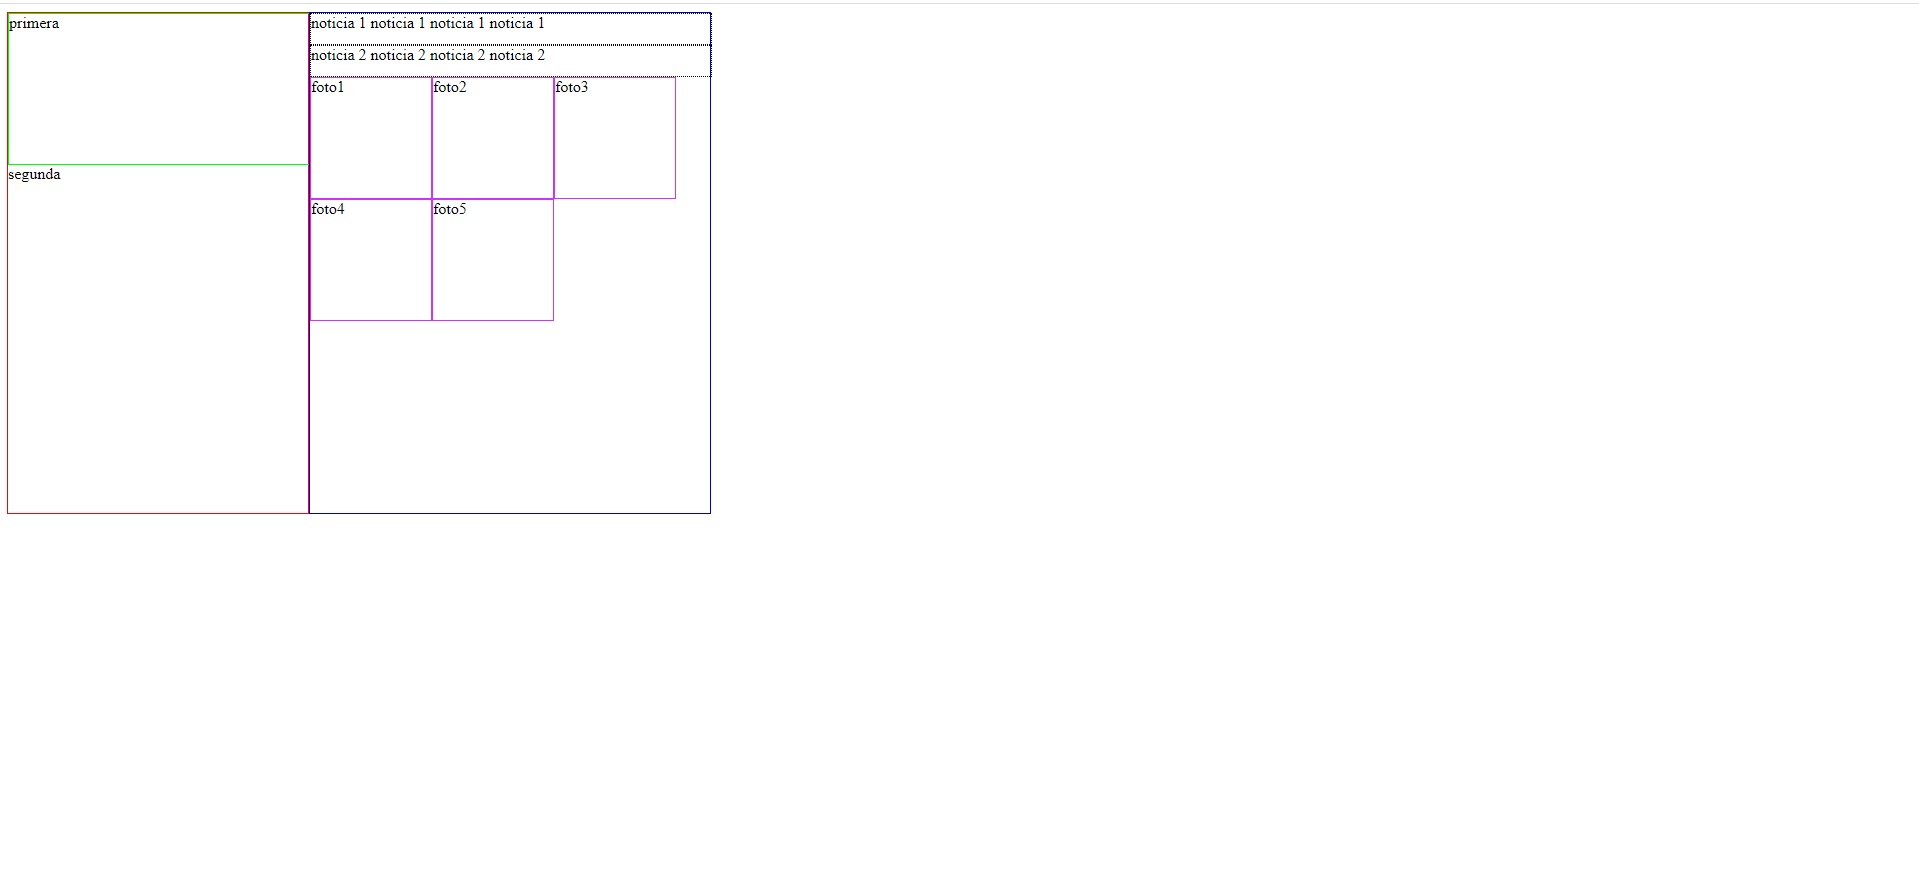 primera
segunda
noticia 1 noticia 1 noticia 1 noticia 1
noticia 2 noticia 2 noticia 2 noticia 2
foto1 foto2 foto3
foto4 foto5